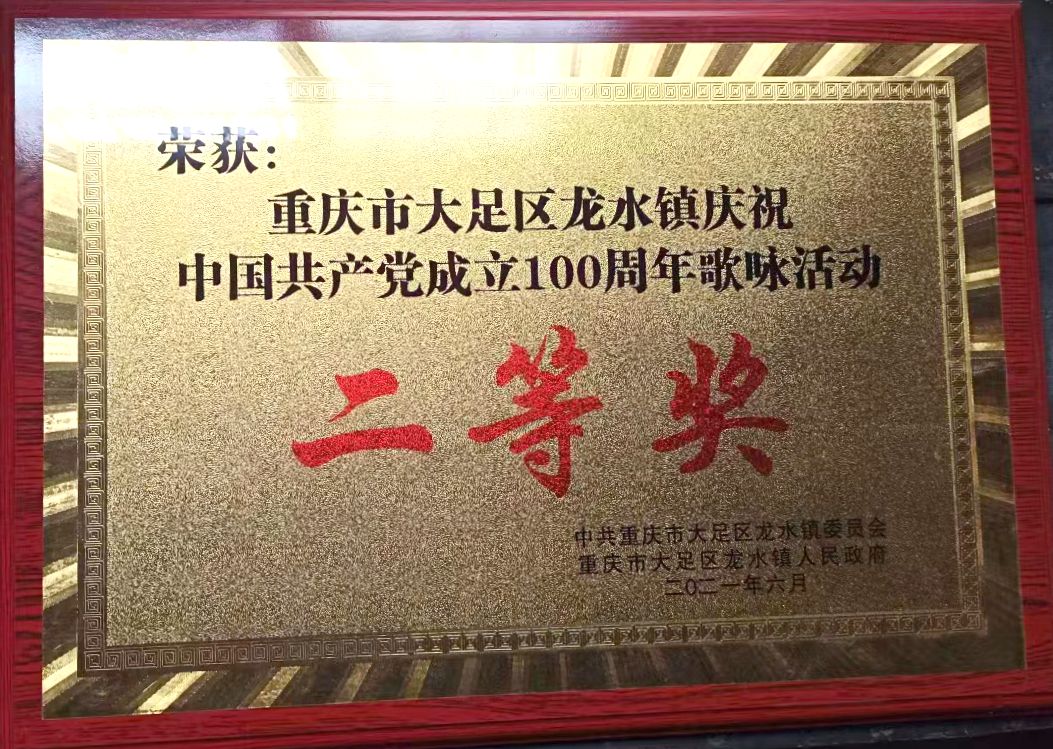 荣获:
重庆市大足区龙水镇庆祝
中国共产党成立100周年歌咏活动
二等奖
中共重庆市大足区龙水镇委员会
重庆市大足区龙水镇人民政府
二〇二一年六月